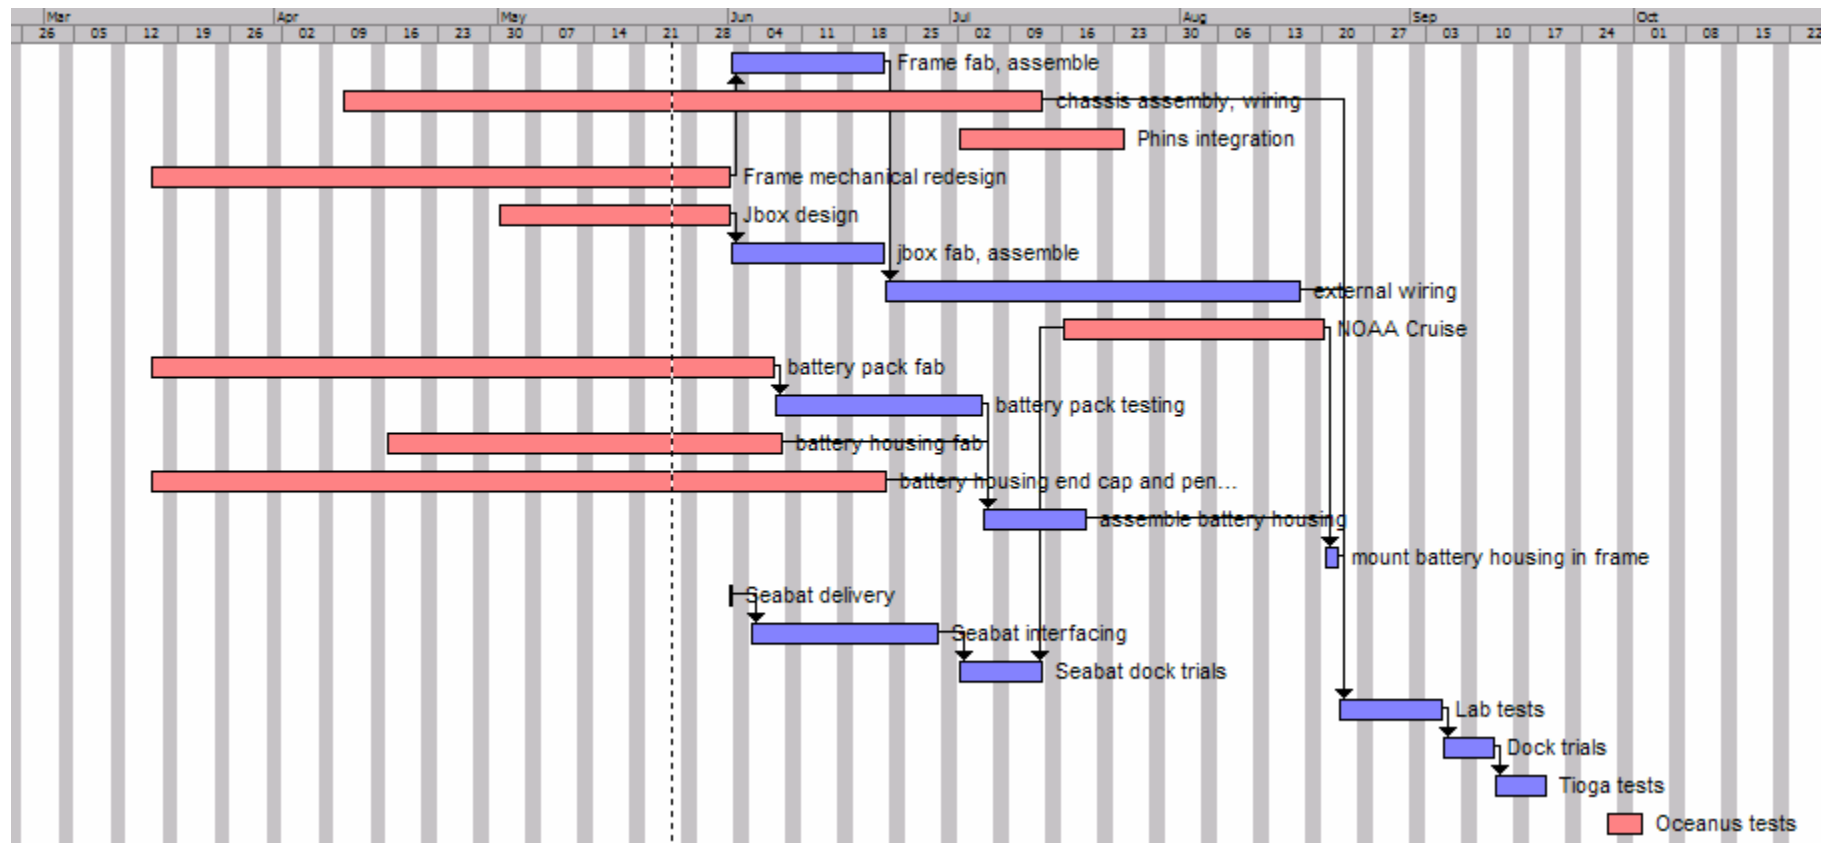 Mar Apr May Jun Jul Aug Sep Oct
26 05 12 19 26 02 09 16 23 30 07 14 21 28 04 11 18 25 02 09 16 23 30 06 13 20 27 03 10 17 24 01 08 15 22
Frame fab, assemble
chassis assembly, wiring
Phins integration
Frame mechanical redesign
Jbox design
jbox fab, assemble
external wiring
NOAA Cruise
battery pack fab
battery pack testing
battery housing fab
battery housing end cap and pen...
assemble battery housing
mount battery housing in frame
Seabat delivery
Seabat interfacing
Seabat dock trials
Lab tests
Dock trials
Tioga tests
Oceanus tests